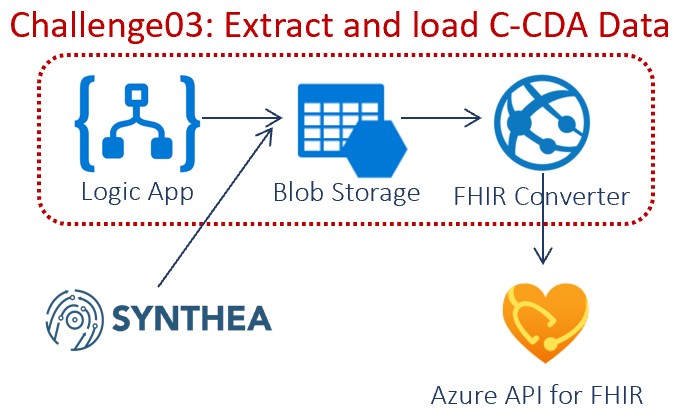 Challenge03: Extract and load C-CDA Data
Logic App
Blob Storage
FHIR Converter
SYNTHEA
Azure API for FHIR